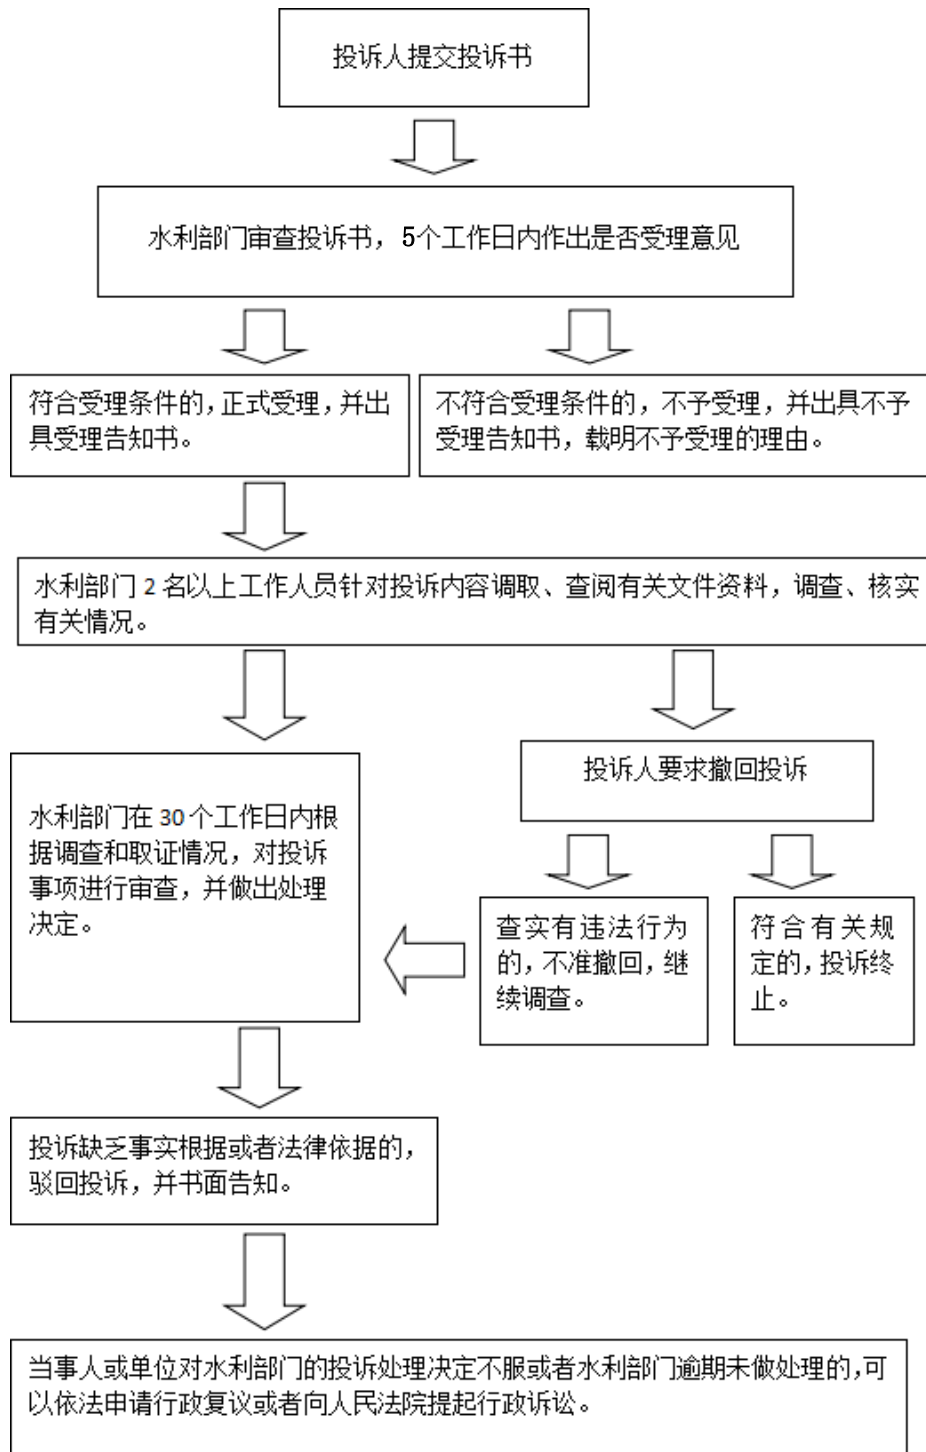 投诉人提交投诉书
水利部门审查投诉书，5个工作日内作出是否受理意见
符合受理条件的，正式受理，并出
具受理告知书。
不符合受理条件的，不予受理，并出具不予
受理告知书，载明不予受理的理由。
水利部门 2 名以上工作人员针对投诉内容调取、查阅有关文件资料，调查、核实
有关情况。
投诉人要求撤回投诉
水利部门在 30 个工作日内根
据调查和取证情况，对投诉
事项进行审查，并做出处理
决定。
查实有违法行为
的，不准撤回，继
续调查。
符合有关规
定的，投诉终
止。
投诉缺乏事实根据或者法律依据的，
驳回投诉，并书面告知。
当事人或单位对水利部门的投诉处理决定不服或者水利部门逾期未做处理的，可
以依法申请行政复议或者向人民法院提起行政诉讼。